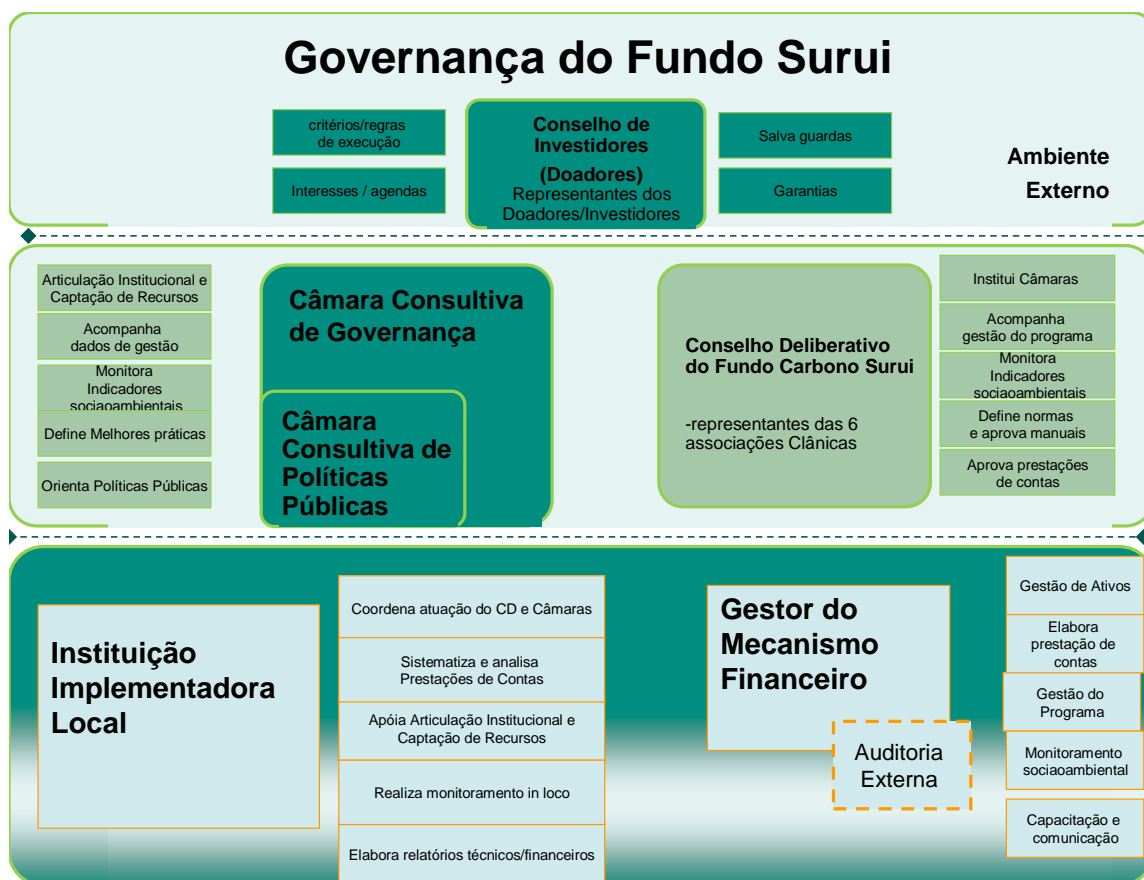 Governança do Fundo Surui
critérios/regras
de execução
Interesses / agendas
Conselho de
Investidores
(Doadores)
Representantes dos
Doadores/Investidores
Salva guardas
Garantias
Ambiente
Externo
Articulação Institucional e
Captação de Recursos
Acompanha
dados de gestão
Monitora
Indicadores
sociaoambientais
Define Melhores práticas
Orienta Políticas Públicas
Câmara Consultiva
de Governança
Câmara
Consultiva de
Políticas
Públicas
Conselho Deliberativo
do Fundo Carbono Surui
-representantes das 6
associações Clânicas
Institui Câmaras
Acompanha
gestão do programa
Monitora
Indicadores
sociaoambientais
Define normas
e aprova manuais
Aprova prestações
de contas
Instituição
Implementadora
Local
Coordena atuação do CD e Câmaras
Sistematiza e analisa
Prestações de Contas
Apóia Articulação Institucional e
Captação de Recursos
Realiza monitoramento in loco
Elabora relatórios técnicos/financeiros
Gestor do
Mecanismo
Financeiro
Auditoria
Externa
Gestão de Ativos
Elabora
prestação de
contas
Gestão do
Programa
Monitoramento
sociaoambiental
Capacitação e
comunicação